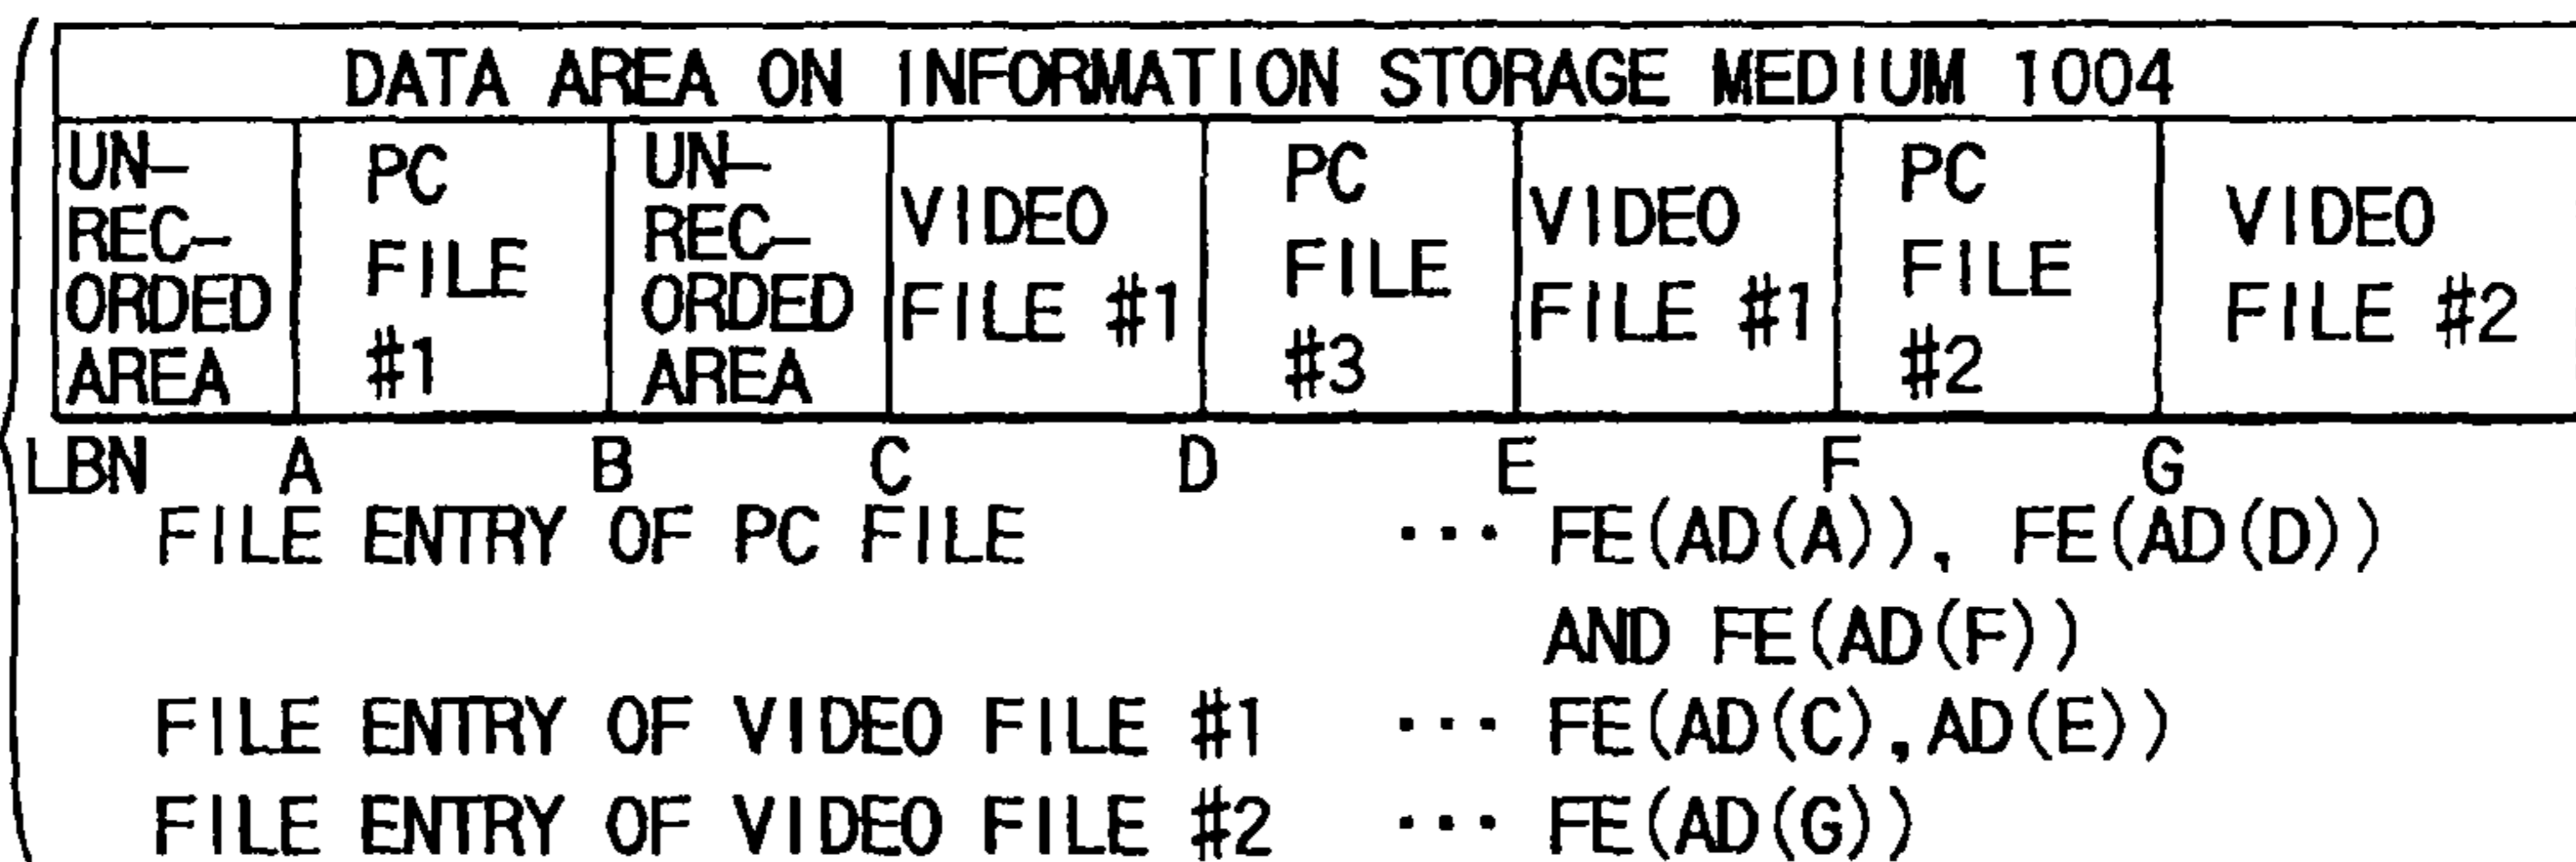 DATA AREA ON INFORMATION STORAGE MEDIUM 1004
UN-
REC-
ORDED
AREA
PC
FILE
#1
UN-
REC-
ORDED
AREA
VIDEO
FILE #1
PC
FILE
#3
VIDEO
FILE #1
PC
FILE
#2
VIDEO
FILE #2
LBN A B C D E F G
FILE ENTRY OF PC FILE ··· FE(AD(A)), FE(AD(D))
AND FE(AD(F))
FILE ENTRY OF VIDEO FILE #1 ··· FE(AD(C),AD(E))
FILE ENTRY OF VIDEO FILE #2 ··· FE(AD(G))